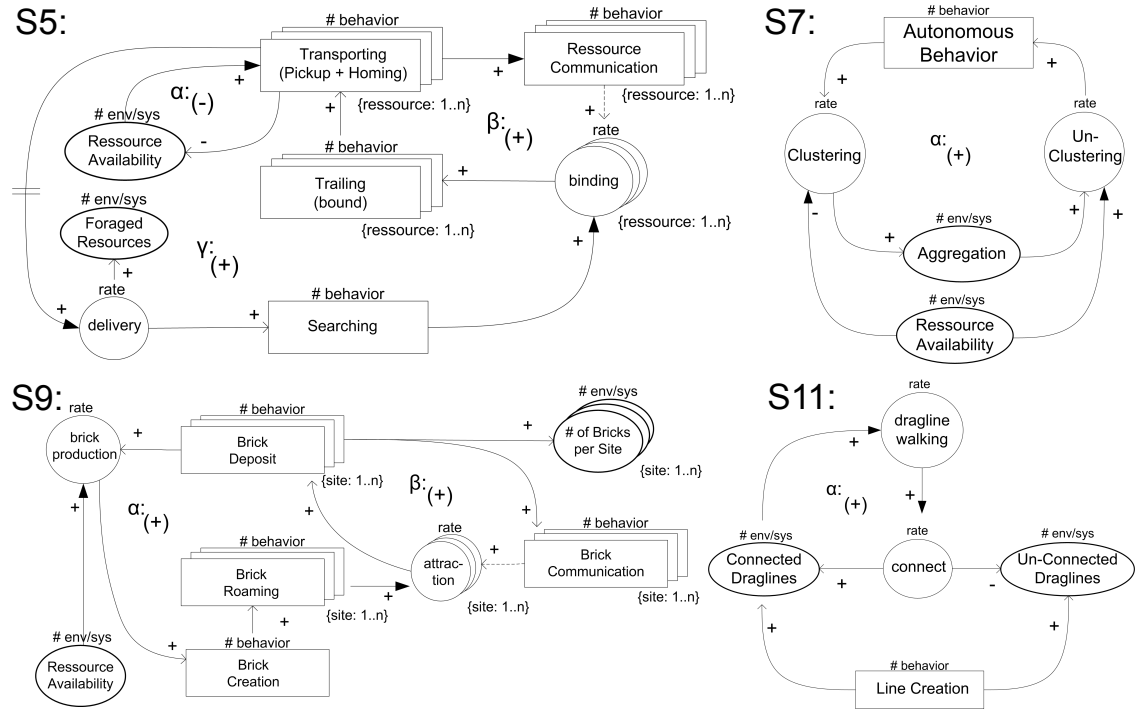 S5:
# behavior
Transporting
(Pickup + Homing)
{ressource: 1..n}
+
# behavior
Ressource
Communication
{ressource: 1..n}
+
+
α:
(-)
-
# env/sys
Ressource
Availability
+
β:
(+)
rate
binding
{ressource: 1..n}
+
# behavior
Trailing
(bound)
{ressource: 1..n}
# env/sys
Foraged
Resources
+
γ:
(+)
rate
delivery
+
+
# behavior
Searching
+
S7:
# behavior
Autonomous
Behavior
+
+
rate
Clustering
rate
Un-
Clustering
α:
(+)
-
+
# env/sys
Aggregation
+
+
# env/sys
Ressource
Availability
S9:
rate
brick
production
+
# behavior
Brick
Deposit
{site: 1..n}
+
# env/sys
# of Bricks
per Site
{site: 1..n}
+
α:
(+)
β:
(+)
+
+
rate
attrac-
tion
{site: 1..n}
+
# behavior
Brick
Communication
{site: 1..n}
# behavior
Brick
Roaming
{site: 1..n}
+
+
# env/sys
Ressource
Availability
+
# behavior
Brick
Creation
S11:
rate
dragline
walking
+
α:
(+)
+
# env/sys
Connected
Draglines
rate
connect
+
-
# env/sys
Un-Connected
Draglines
+
+
# behavior
Line Creation